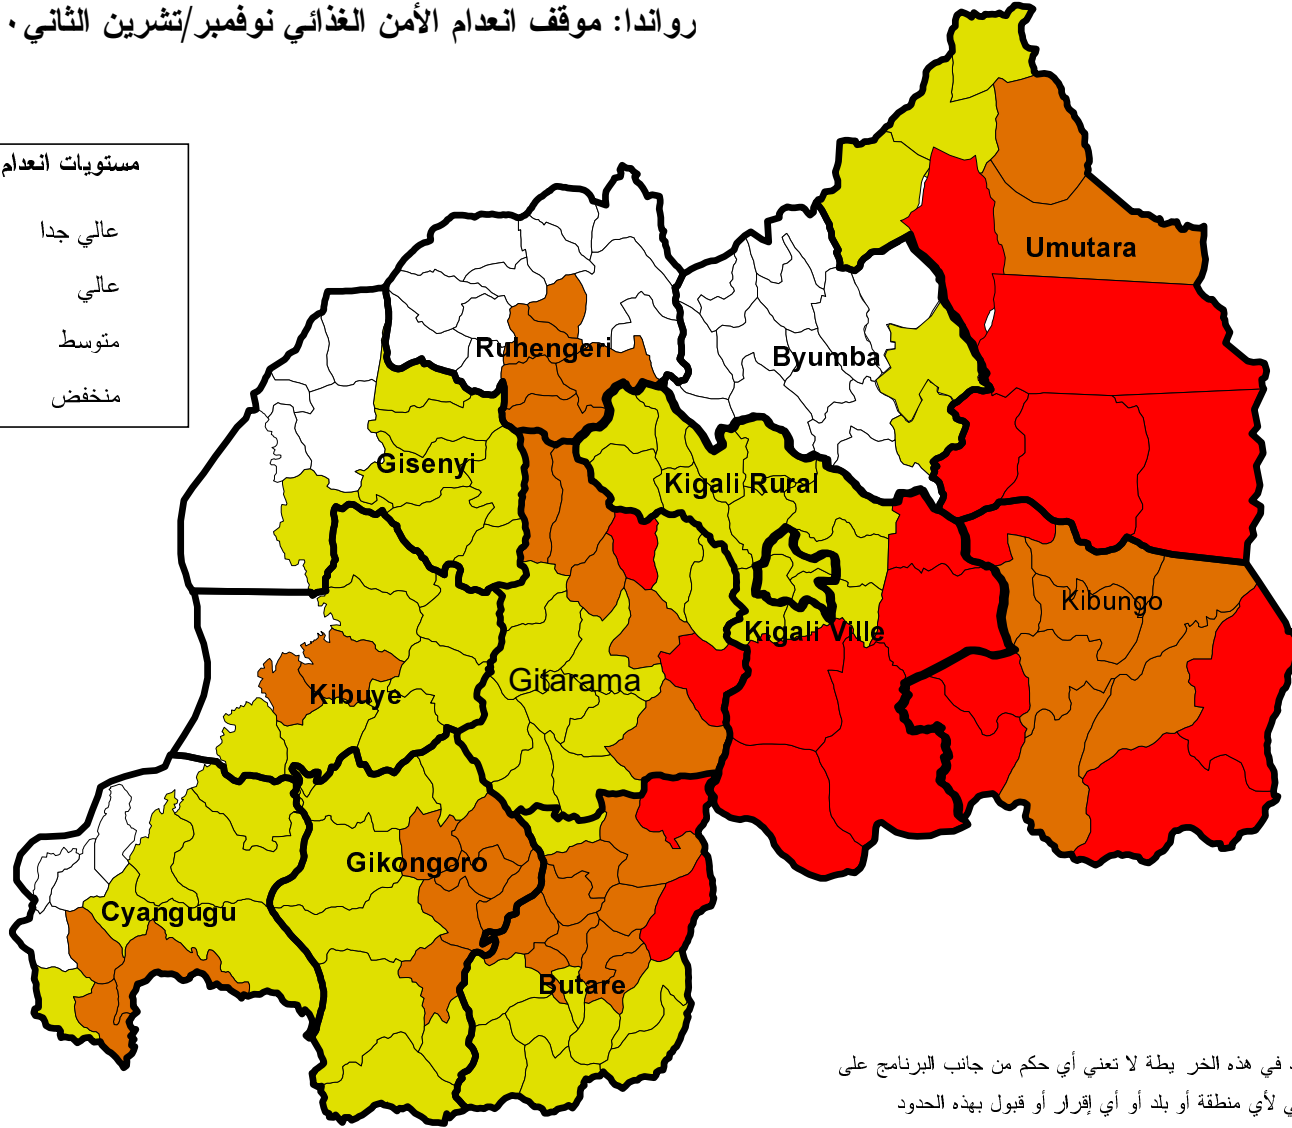 رواندا: موقف انعدام الأمن الغذائي نوفمبر/تشرين الثاني٠
مستويات انعدام
عالي جدا
عالي
متوسط
منخفض
Umutara
Ruhengeri
Byumba
Gisenyi
Kigali Rural
Kibungo
Kigali Ville
Gitarama
Kibuye
Gikongoro
Cyangugu
Butare
في هذه الخر يطة لا تعني أي حكم من جانب البرنامج على
لأي منطقة أو بلد أو أي إقرار أو قبول بهذه الحدود